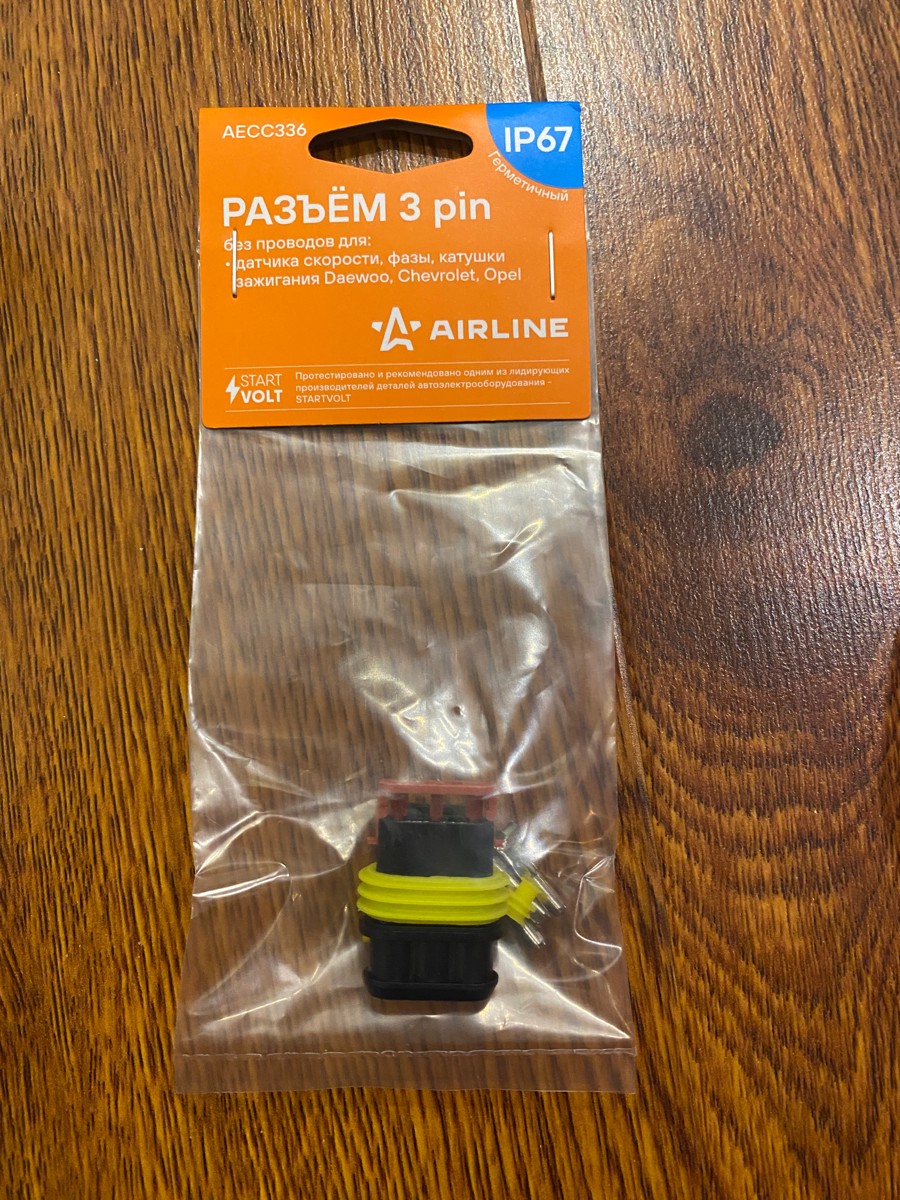 AECC336
IP67
Герметичный
РАЗЪЁМ 3 pin
без проводов для:
• датчика скорости, фазы, катушки
зажигания Daewoo, Chevrolet, Opel
AIRLINE
START
VOLT
Протестировано и рекомендовано одним из лидирующих
производителей деталей автоэлектрооборудования -
STARTVOLT